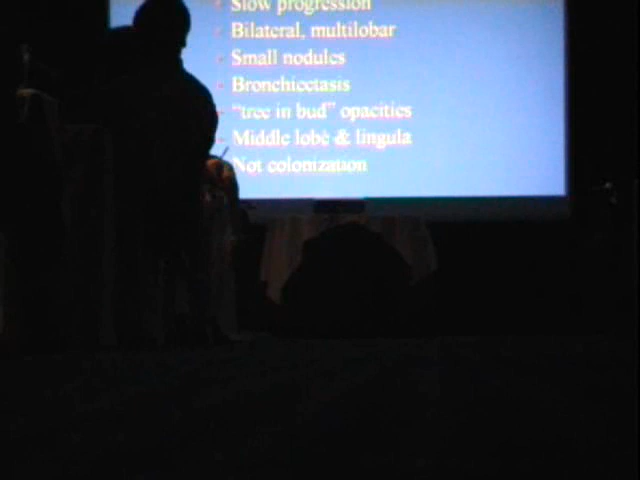 Slow progression
Bilateral, multilobar
Small nodules
Bronchiectasis
"tree in bud" opacities
Middle lobe & lingula
Not colonization